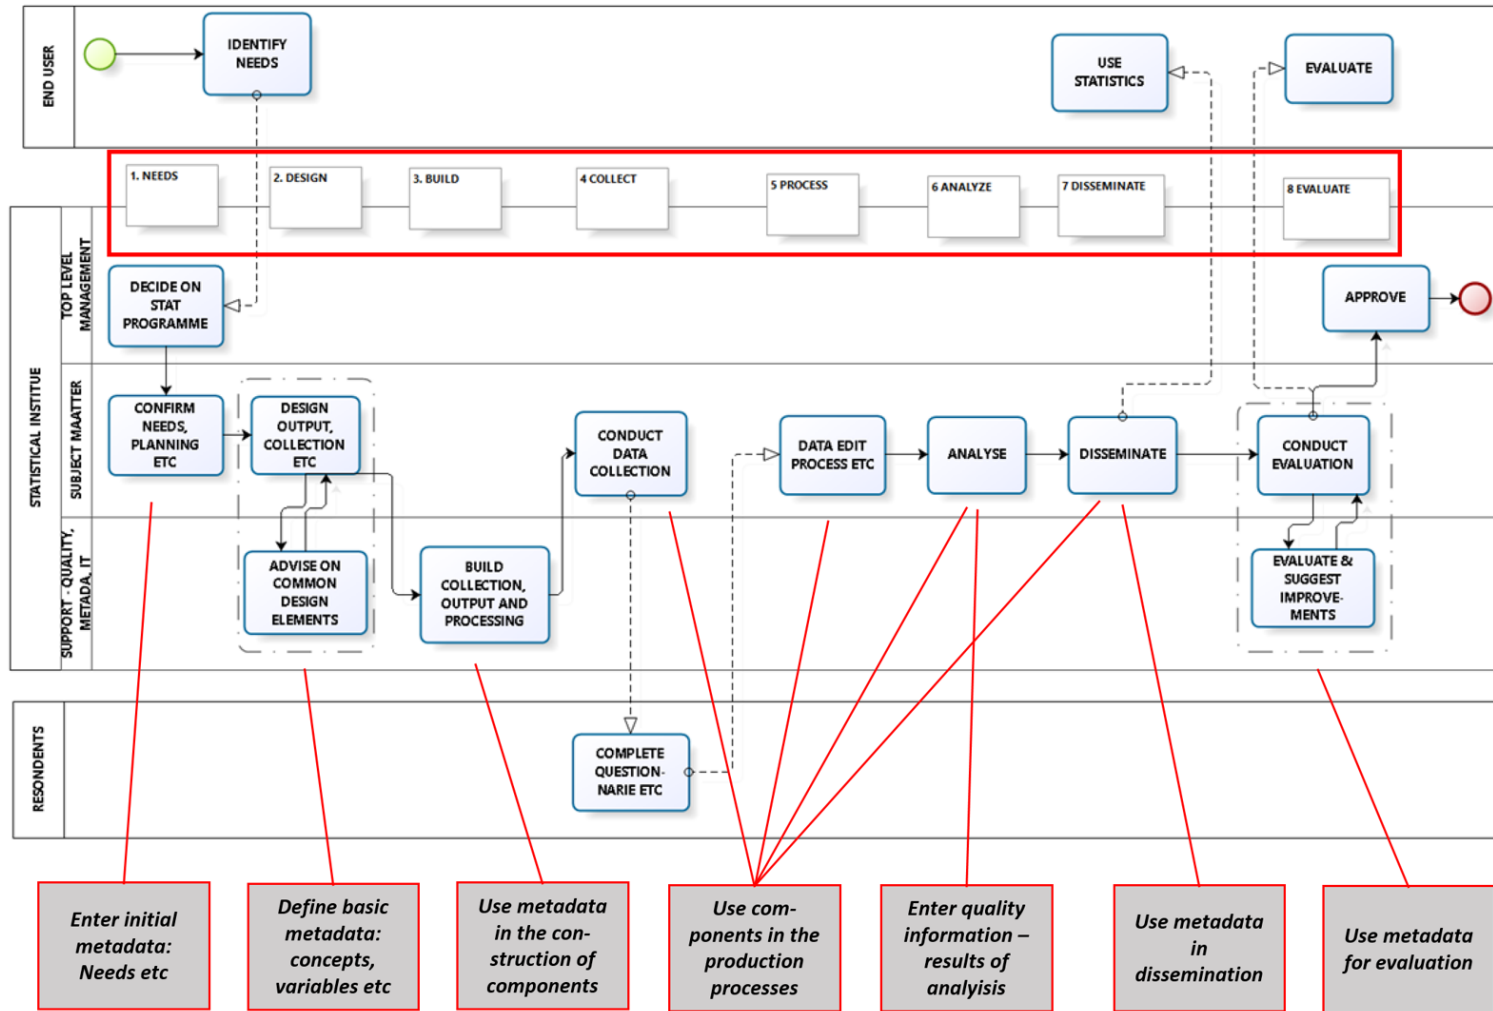 END USER
IDENTIFY
NEEDS
USE
STATISTICS
EVALUATE
1. NEEDS
2. DESIGN
3. BUILD
4 COLLECT
5 PROCESS
6 ANALYZE
7 DISSEMINATE
8 EVALUATE
STATISTICAL INSTITUE
TOP LEVEL
MANAGEMENT
DECIDE ON
STAT
PROGRAMME
APPROVE
SUBJECT MAATTER
CONFIRM
NEEDS,
PLANNING
ETC
DESIGN
OUTPUT,
COLLECTION
ETC
CONDUCT
DATA
COLLECTION
DATA EDIT
PROCESS ETC
ANALYSE
DISSEMINATE
CONDUCT
EVALUATION
SUPPORT - QUALITY,
METADA, IT
ADVISE ON
COMMON
DESIGN
ELEMENTS
BUILD
COLLECTION,
OUTPUT AND
PROCESSING
EVALUATE &
SUGGEST
IMPROVE-
MENTS
RESONDENTS
COMPLETE
QUESTION-
NARIE ETC
Enter initial
metadata:
Needs etc
Define basic
metadata:
concepts,
variables etc
Use metadata
in the con-
struction of
components
Use com-
ponents in the
production
processes
Enter quality
information –
results of
analyisis
Use metadata
in
dissemination
Use metadata
for evaluation